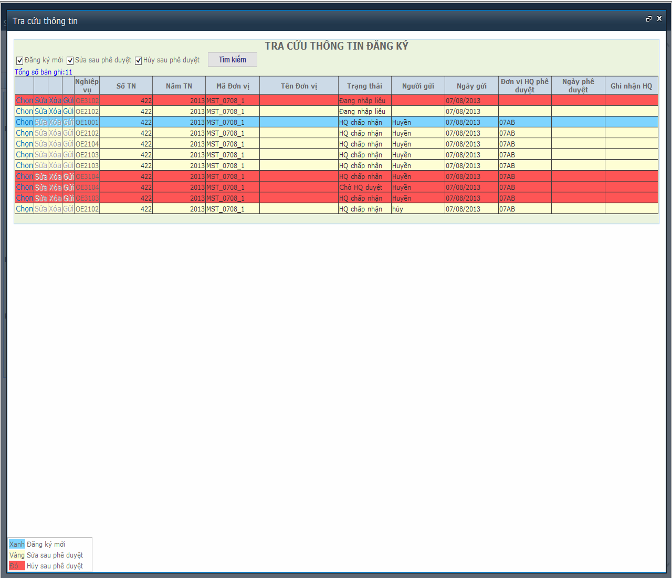 Tra cứu thông tin
TRA CỨU THÔNG TIN ĐĂNG KÝ
Đăng ký mới Sửa sau phê duyệt Hủy sau phê duyệt Tìm kiếm
Tổng số bản ghi:11
Nghiệp vụ Số TN Năm TN Mã Đơn vị Tên Đơn vị Trạng thái Người gửi Ngày gửi Đơn vị HQ phê duyệt Ngày phê duyệt Ghi nhận HQ
Chọn Sửa Xóa Gửi 422 2013 MST_0708_1 Đang nhập liệu 07/08/2013
Chọn Sửa Xóa Gửi OE2102 422 2013 MST_0708_1 Đang nhập liệu 07/08/2013
Chọn Sửa Xóa Gửi OE1001 422 2013 MST_0708_1 HQ chấp nhận Huyền 07/08/2013 07AB
Chọn Sửa Xóa Gửi OE2102 422 2013 MST_0708_1 HQ chấp nhận Huyền 07/08/2013 07AB
Chọn Sửa Xóa Gửi OE2104 422 2013 MST_0708_1 HQ chấp nhận Huyền 07/08/2013 07AB
Chọn Sửa Xóa Gửi OE2103 422 2013 MST_0708_1 HQ chấp nhận Huyền 07/08/2013 07AB
Chọn Sửa Xóa Gửi OE2103 422 2013 MST_0708_1 HQ chấp nhận Huyền 07/08/2013 07AB
Chọn Sửa Xóa Gửi 422 2013 MST_0708_1 HQ chấp nhận Huyền 07/08/2013 07AB
Chọn Sửa Xóa Gửi 422 2013 MST_0708_1 Chờ HQ duyệt Huyền 07/08/2013 07AB
Chọn Sửa Xóa Gửi 422 2013 MST_0708_1 HQ chấp nhận Huyền 07/08/2013 07AB
Chọn Sửa Xóa Gửi OE2102 422 2013 MST_0708_1 HQ chấp nhận hủy 07/08/2013 07AB
Xanh Đăng ký mới
Vàng Sửa sau phê duyệt
Hủy sau phê duyệt